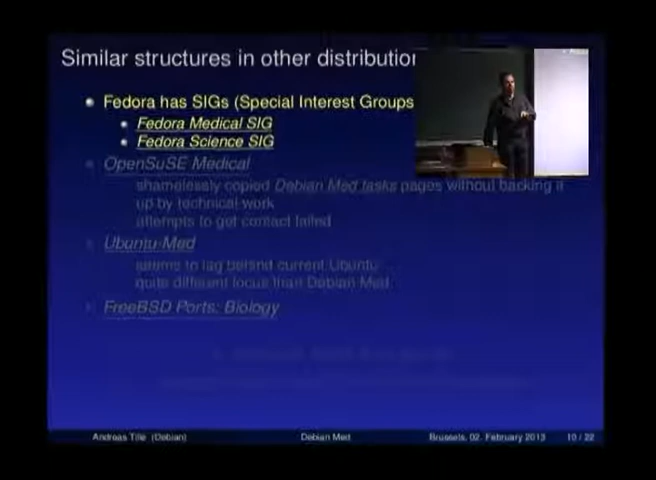 Similar structures in other distribution
Fedora has SIGs (Special Interest Groups
Fedora Medical SIG
Fedora Science SIG
OpenSuSE Medical
shamelessly copied Debian Med tasks pages without backing it
up by technical work
attempts to get contact failed
Ubuntu-Med
seems to lag behind current Ubuntu ...
quite different focus than Debian Med
FreeBSD Ports: Biology
Andreas Tille (Debian)
Debian Med
Brussels, 02. February 2013
10 / 22